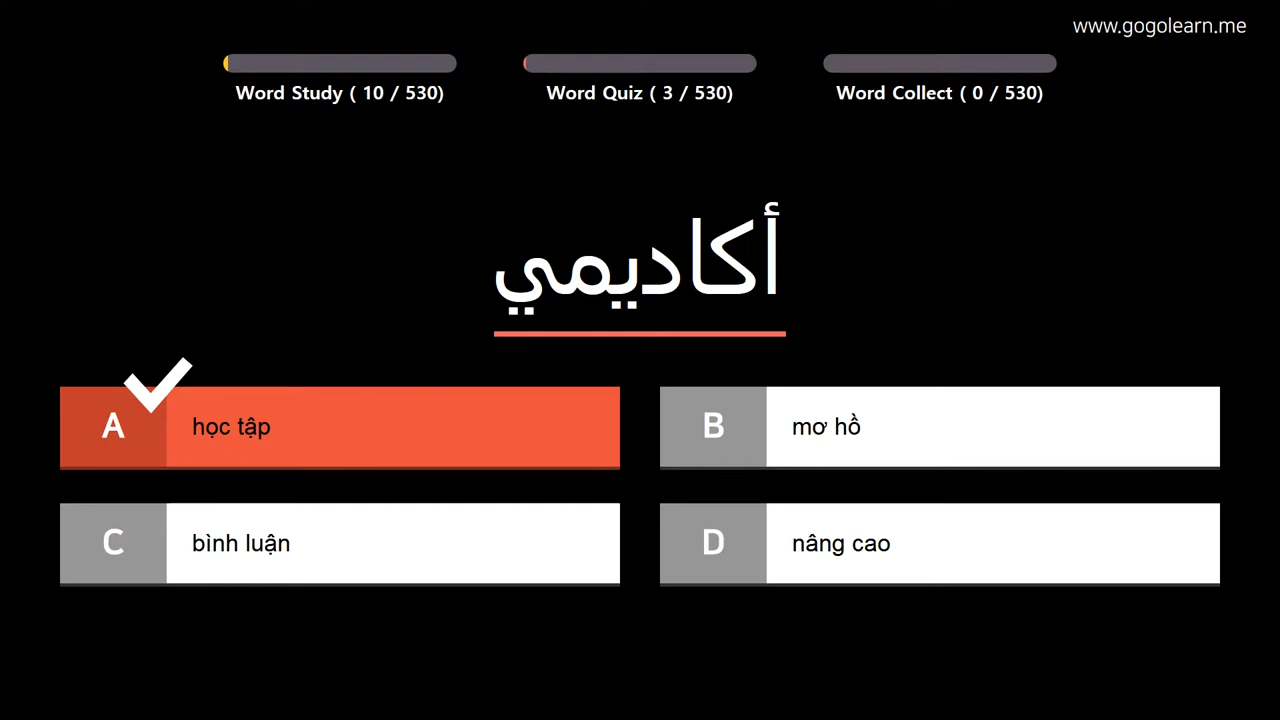 www.gogolearn.me
Word Study ( 10 / 530)
Word Quiz ( 3 / 530)
Word Collect ( 0 / 530)
أكاديمي
A học tập
B mơ hồ
C bình luận
D nâng cao